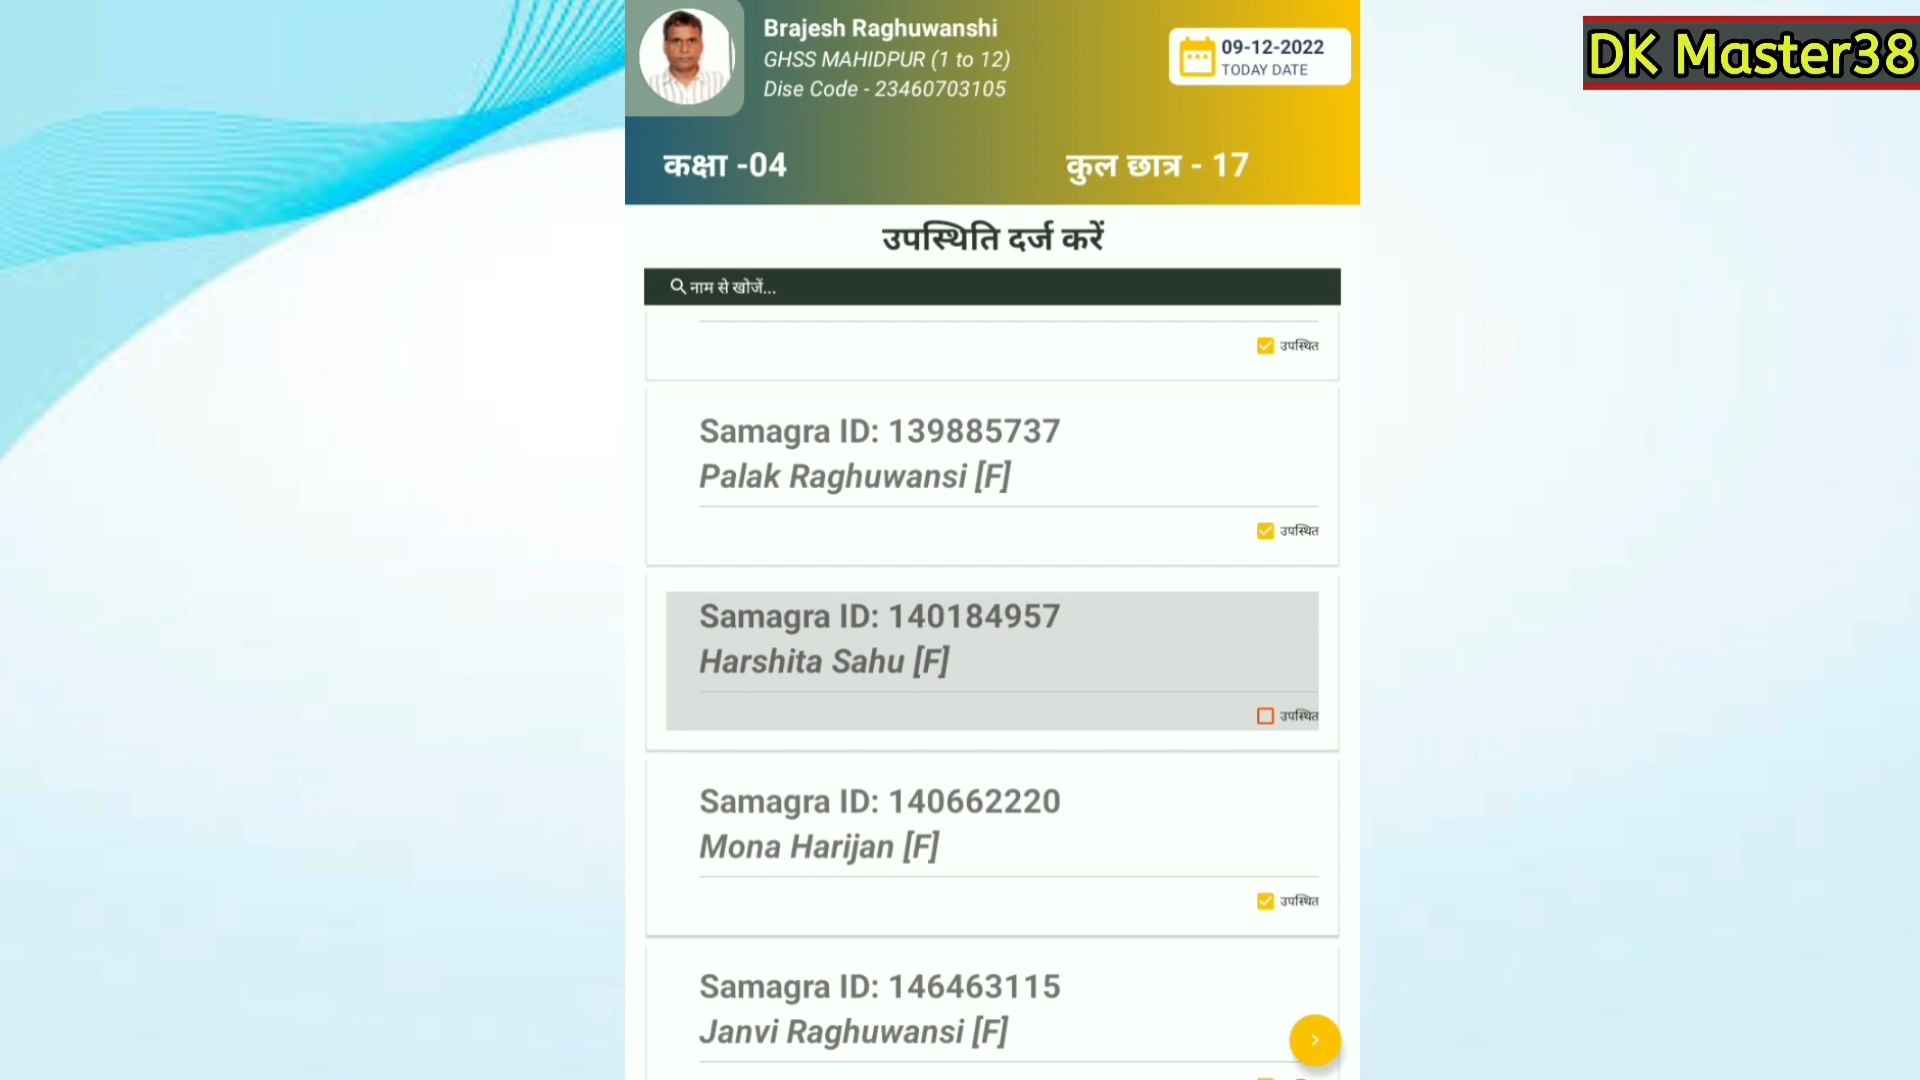 Brajesh Raghuwanshi
GHSS MAHIDPUR (1 to 12)
Dise Code - 23460703105
09-12-2022
TODAY DATE
DK Master38
कक्षा -04
कुल छात्र - 17
उपस्थिति दर्ज करें
नाम से खोजें...
उपस्थित
Samagra ID: 139885737
Palak Raghuwansi [F]
उपस्थित
Samagra ID: 140184957
Harshita Sahu [F]
उपस्थित
Samagra ID: 140662220
Mona Harijan [F]
उपस्थित
Samagra ID: 146463115
Janvi Raghuwansi [F]